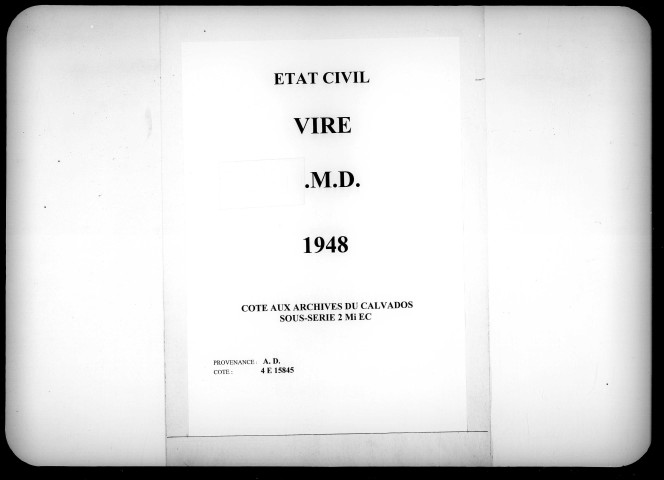 ETAT CIVIL
VIRE
.M.D.
1948
COTE AUX ARCHIVES DU CALVADOS
SOUS-SERIE 2 Mi EC
PROVENANCE : A. D.
COTE : 4 E 15845